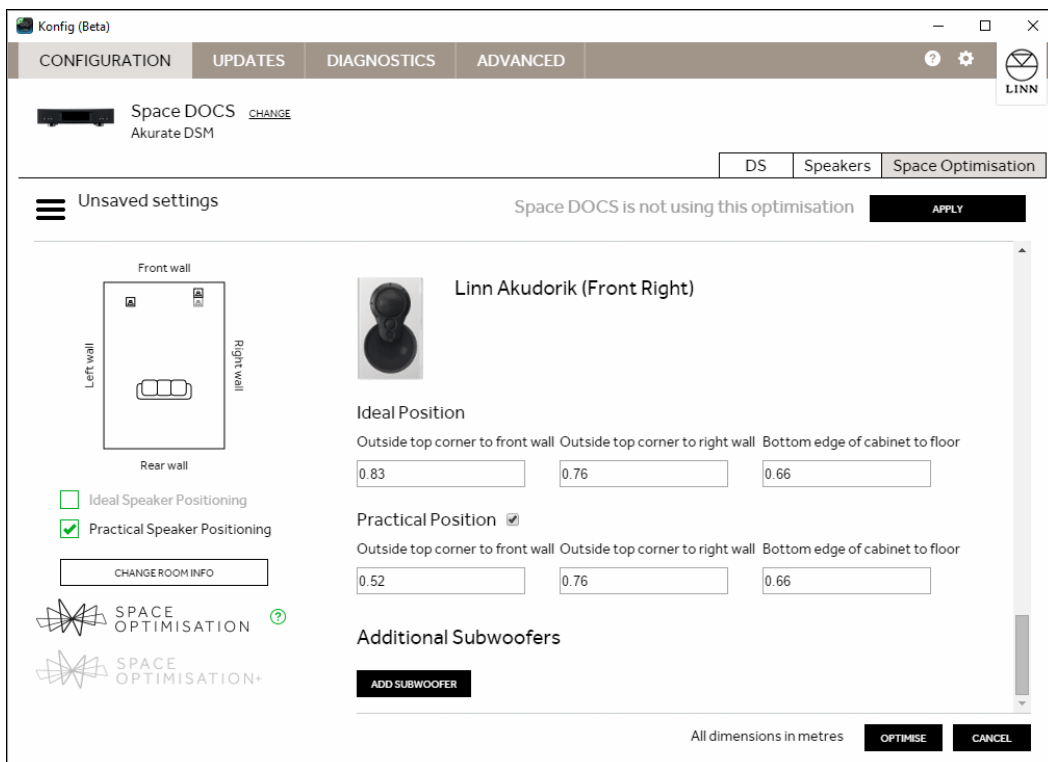 Konfig (Beta)
CONFIGURATION UPDATES DIAGNOSTICS ADVANCED
LINN
Space DOCS CHANGE
Akurate DSM
DS Speakers Space Optimisation
Unsaved settings
Space DOCS is not using this optimisation APPLY
Front wall
Left wall
Right wall
Rear wall
Ideal Speaker Positioning
Practical Speaker Positioning
CHANGE ROOM INFO
SPACE
OPTIMISATION ?
SPACE
OPTIMISATION+
Linn Akudorik (Front Right)
Ideal Position
Outside top corner to front wall Outside top corner to right wall Bottom edge of cabinet to floor
0.83 0.76 0.66
Practical Position
Outside top corner to front wall Outside top corner to right wall Bottom edge of cabinet to floor
0.52 0.76 0.66
Additional Subwoofers
ADD SUBWOOFER
All dimensions in metres OPTIMISE CANCEL